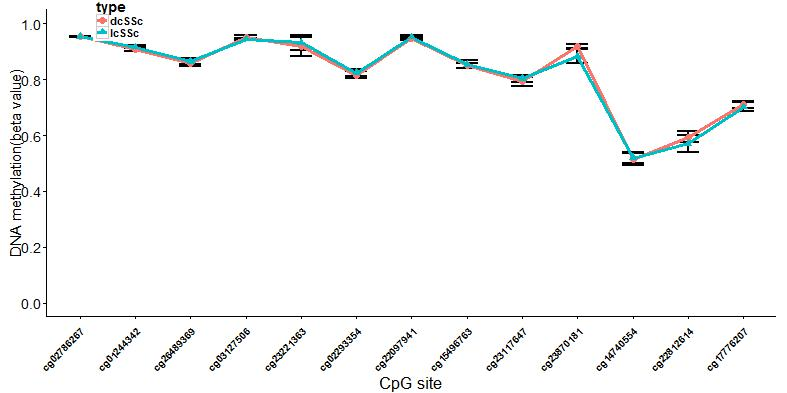 type
dcSSc
lcSSc
DNA methylation(beta value)
1.0
0.8
0.6
0.4
0.2
0.0
cg02786267
cg01244342
cg26489369
cg03127506
cg23221363
cg02293354
cg22097941
cg15496763
cg23117647
cg23870181
cg14740554
cg22812614
cg17776207
CpG site